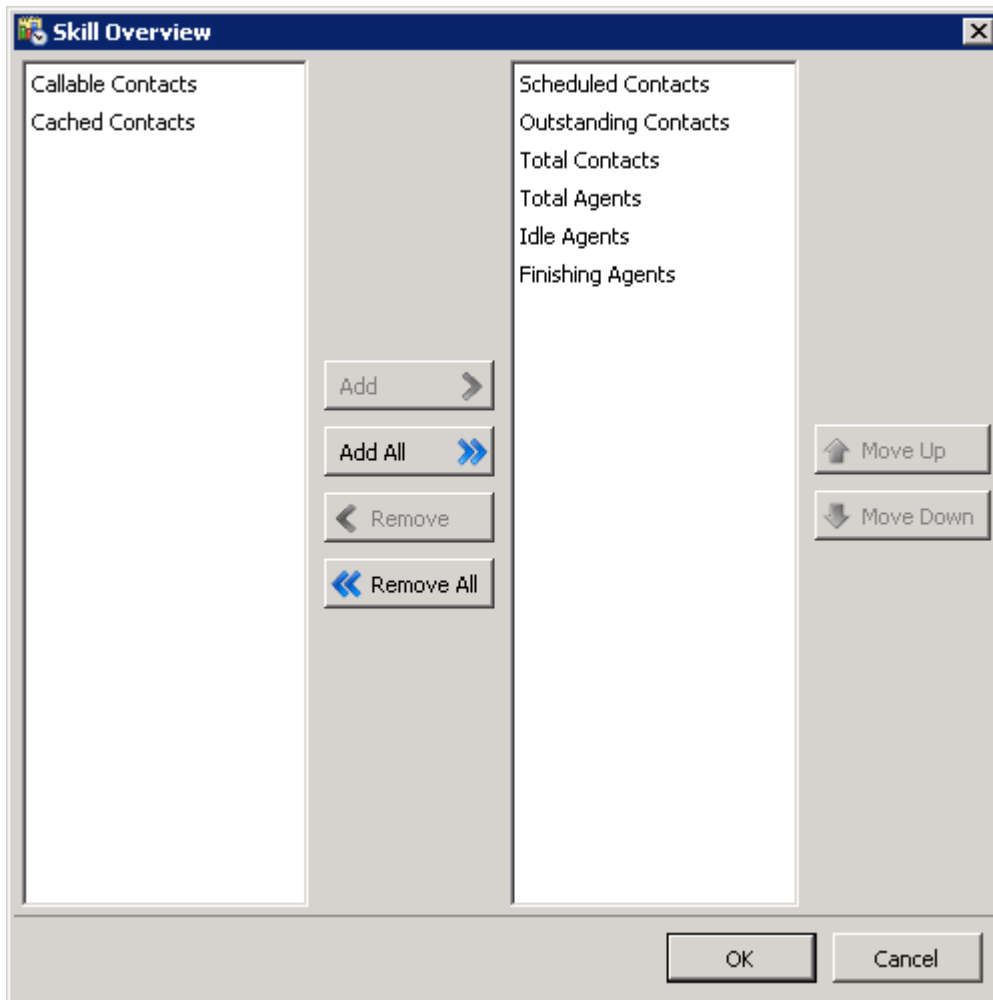 Skill Overview
Callable Contacts
Cached Contacts
Add
Add All
Remove
Remove All
Scheduled Contacts
Outstanding Contacts
Total Contacts
Total Agents
Idle Agents
Finishing Agents
Move Up
Move Down
OK
Cancel